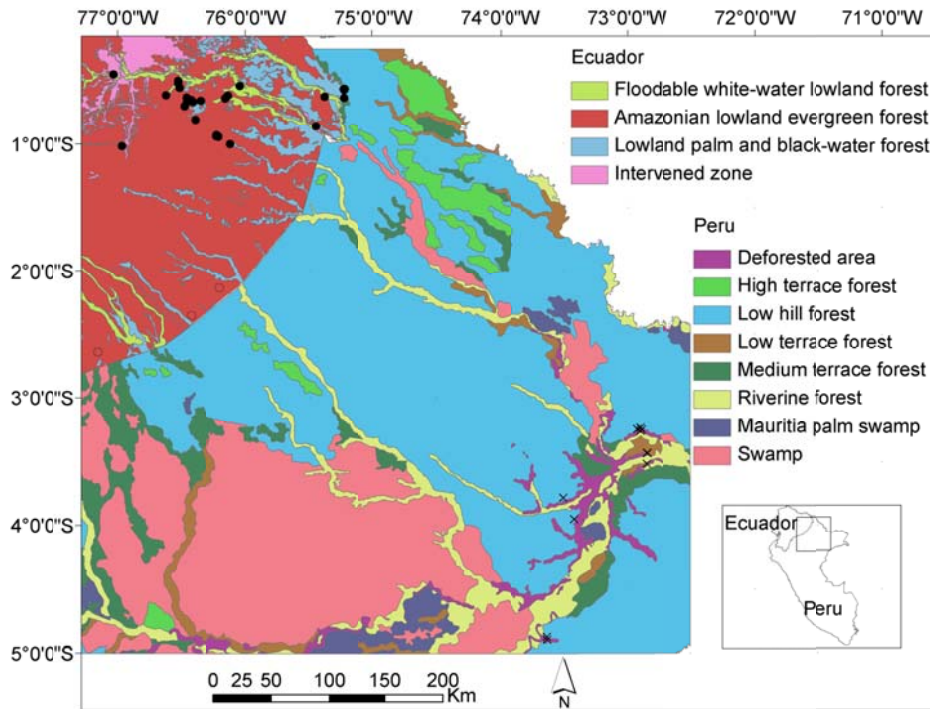 77°0'0"W 76°0'0"W 75°0'0"W 74°0'0"W 73°0'0"W 72°0'0"W 71°0'0"W
Ecuador
Floodable white-water lowland forest
Amazonian lowland evergreen forest
Lowland palm and black-water forest
Intervened zone
Peru
Deforested area
High terrace forest
Low hill forest
Low terrace forest
Medium terrace forest
Riverine forest
Mauritia palm swamp
Swamp
1°0'0"S
2°0'0"S
3°0'0"S
4°0'0"S
5°0'0"S
Ecuador
Peru
0 25 50 100 150 200
Km
N